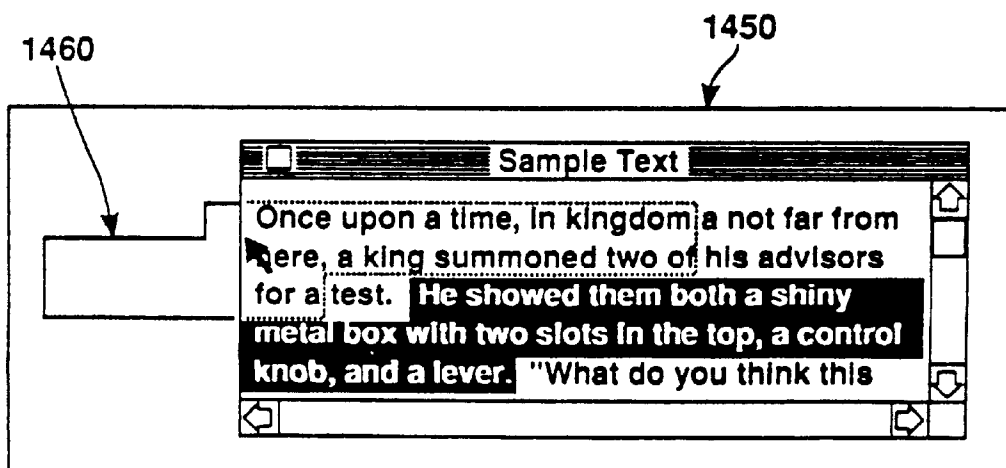 1450
1460
Sample Text
Once upon a time, in kingdom a not far from
here, a king summoned two of his advisors
for a test. He showed them both a shiny
metal box with two slots in the top, a control
knob, and a lever. "What do you think this